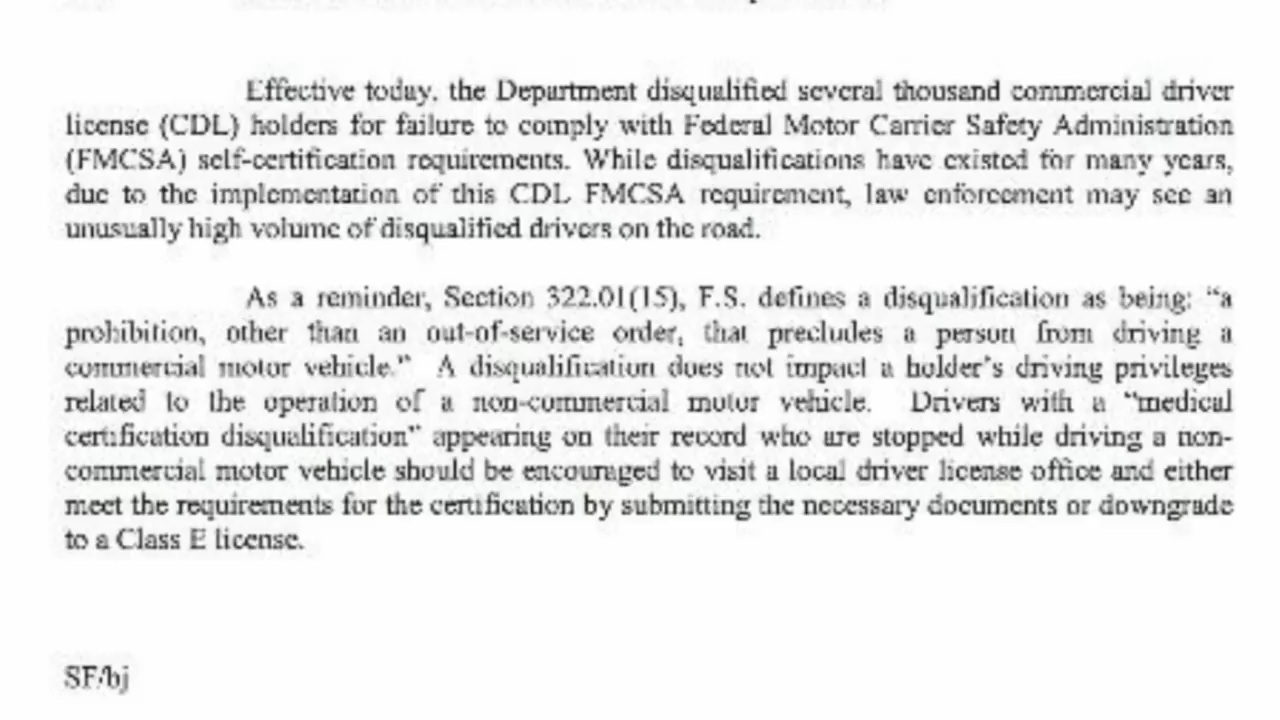 Effective today, the Department disqualified several thousand commercial driver
license (CDL) holders for failure to comply with Federal Motor Carrier Safety Administration
(FMCSA) self-certification requirements. While disqualifications have existed for many years,
due to the implementation of this CDL FMCSA requirement, law enforcement may see an
unusually high volume of disqualified drivers on the road.
As a reminder, Section 322.01(15), F.S. defines a disqualification as being: “a
prohibition, other than an out-of-service order, that precludes a person from driving a
commercial motor vehicle.” A disqualification does not impact a holder’s driving privileges
related to the operation of a non-commercial motor vehicle. Drivers with a “medical
certification disqualification” appearing on their record who are stopped while driving a non-
commercial motor vehicle should be encouraged to visit a local driver license office and either
meet the requirements for the certification by submitting the necessary documents or downgrade
to a Class E license.
SF/bj